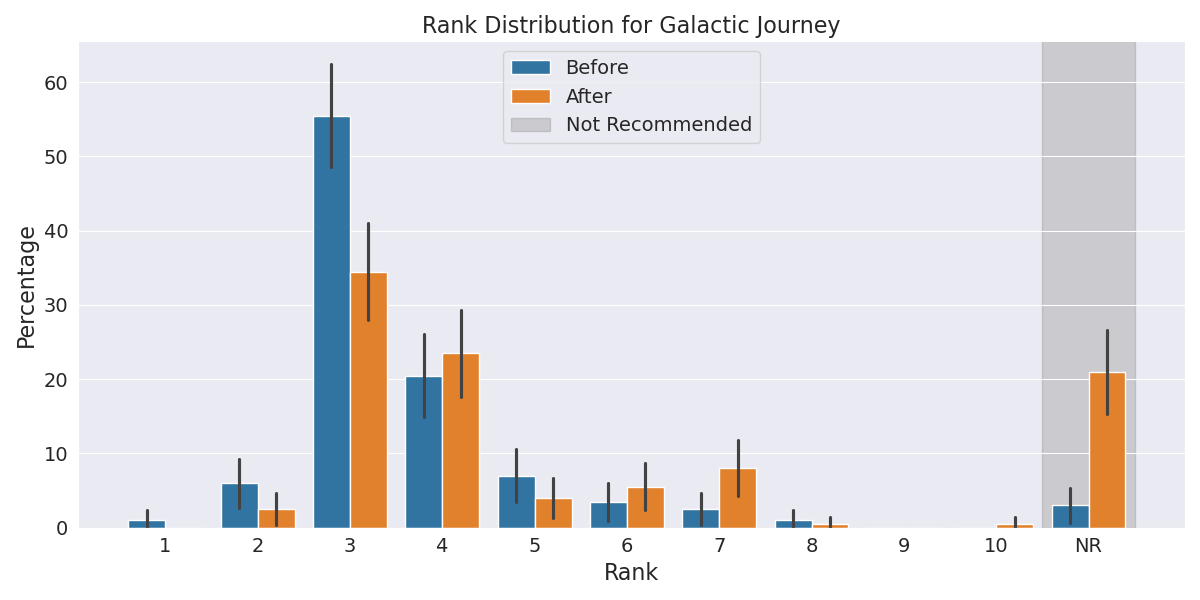 Rank Distribution for Galactic Journey
Before
After
Not Recommended
Percentage
60
50
40
30
20
10
0
1 2 3 4 5 6 7 8 9 10 NR
Rank